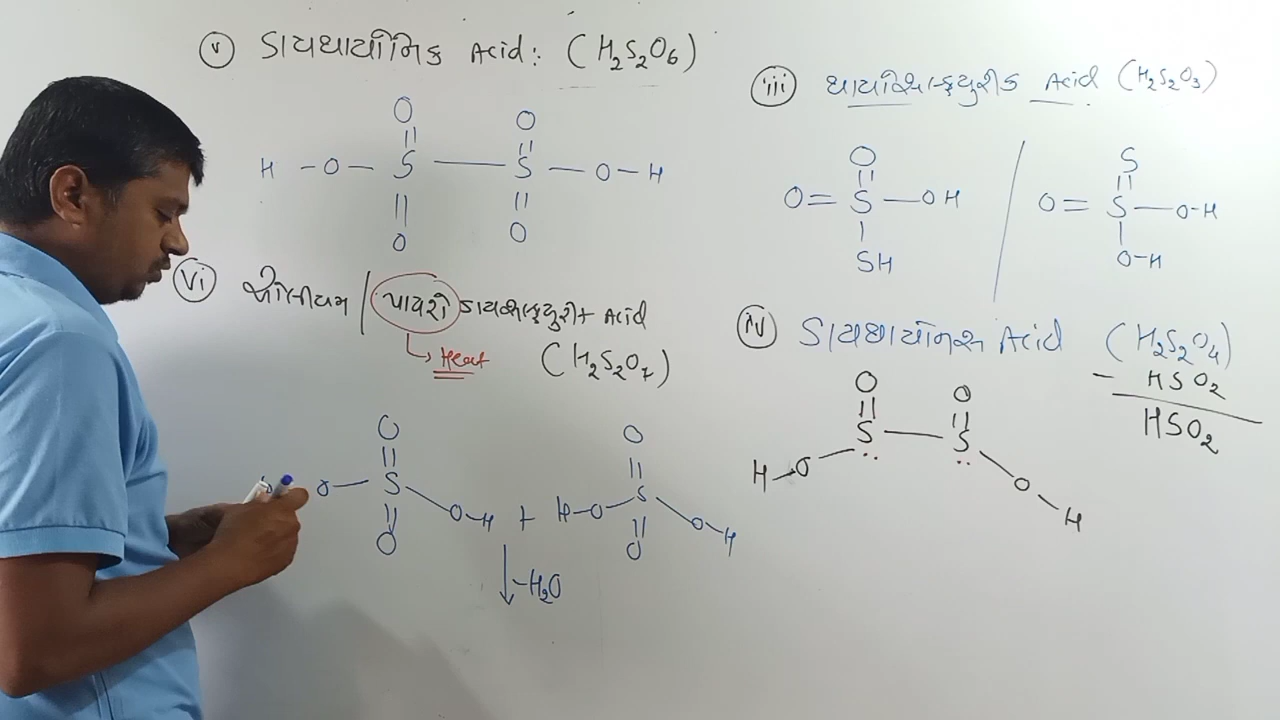 (v) ડાયથાયોનિક Acid: (H₂S₂O₆)
O O
H - O - S - S - O - H
O O
(vi) ઓલીયમ / પાયરો ડાયસલ્ફ્યુરીક Acid
Heat (H₂S₂O₇)
O O
O - S - O - H + H - O - S - O - H
O O
-H₂O
(iii) થાયોસલ્ફ્યુરીક Acid (H₂S₂O₃)
O S
O = S - OH / O = S - O-H
SH O-H
(iv) ડાયથાયોનસ Acid (H₂S₂O₄)
- HSO₂
HSO₂
O O
S - S
H - O O - H